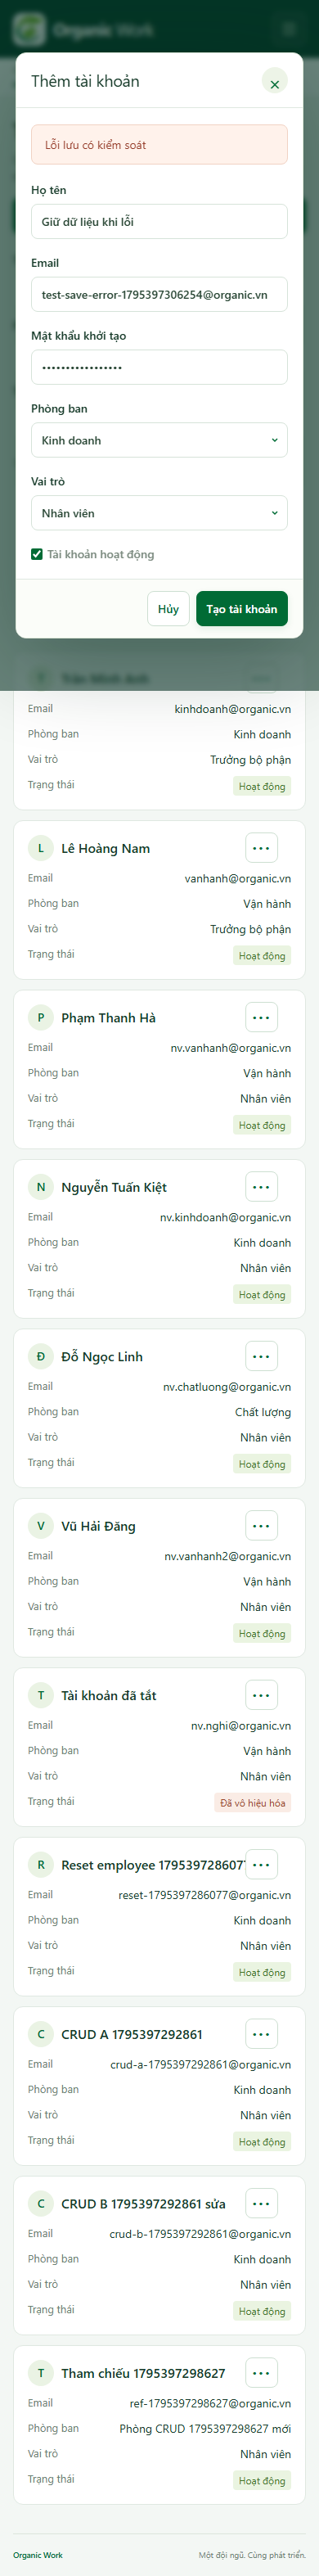 Organic Work
Thêm tài khoản
Lỗi lưu có kiểm soát
Họ tên
Giữ dữ liệu khi lỗi
Email
test-save-error-1795397306254@organic.vn
Mật khẩu khởi tạo
•••••••••••••••••
Phòng ban
Kinh doanh
Vai trò
Nhân viên
Tài khoản hoạt động
Hủy
Tạo tài khoản
Trần Minh Anh
Email kinhdoanh@organic.vn
Phòng ban Kinh doanh
Vai trò Trưởng bộ phận
Trạng thái Hoạt động
L Lê Hoàng Nam
Email vanhanh@organic.vn
Phòng ban Vận hành
Vai trò Trưởng bộ phận
Trạng thái Hoạt động
P Phạm Thanh Hà
Email nv.vanhanh@organic.vn
Phòng ban Vận hành
Vai trò Nhân viên
Trạng thái Hoạt động
N Nguyễn Tuấn Kiệt
Email nv.kinhdoanh@organic.vn
Phòng ban Kinh doanh
Vai trò Nhân viên
Trạng thái Hoạt động
Đ Đỗ Ngọc Linh
Email nv.chatluong@organic.vn
Phòng ban Chất lượng
Vai trò Nhân viên
Trạng thái Hoạt động
V Vũ Hải Đăng
Email nv.vanhanh2@organic.vn
Phòng ban Vận hành
Vai trò Nhân viên
Trạng thái Hoạt động
T Tài khoản đã tắt
Email nv.nghi@organic.vn
Phòng ban Vận hành
Vai trò Nhân viên
Trạng thái Đã vô hiệu hóa
R Reset employee 1795397286077
Email reset-1795397286077@organic.vn
Phòng ban Kinh doanh
Vai trò Nhân viên
Trạng thái Hoạt động
C CRUD A 1795397292861
Email crud-a-1795397292861@organic.vn
Phòng ban Kinh doanh
Vai trò Nhân viên
Trạng thái Hoạt động
C CRUD B 1795397292861 sửa
Email crud-b-1795397292861@organic.vn
Phòng ban Kinh doanh
Vai trò Nhân viên
Trạng thái Hoạt động
T Tham chiếu 1795397298627
Email ref-1795397298627@organic.vn
Phòng ban Phòng CRUD 1795397298627 mới
Vai trò Nhân viên
Trạng thái Hoạt động
Organic Work Một đội ngũ. Cùng phát triển.